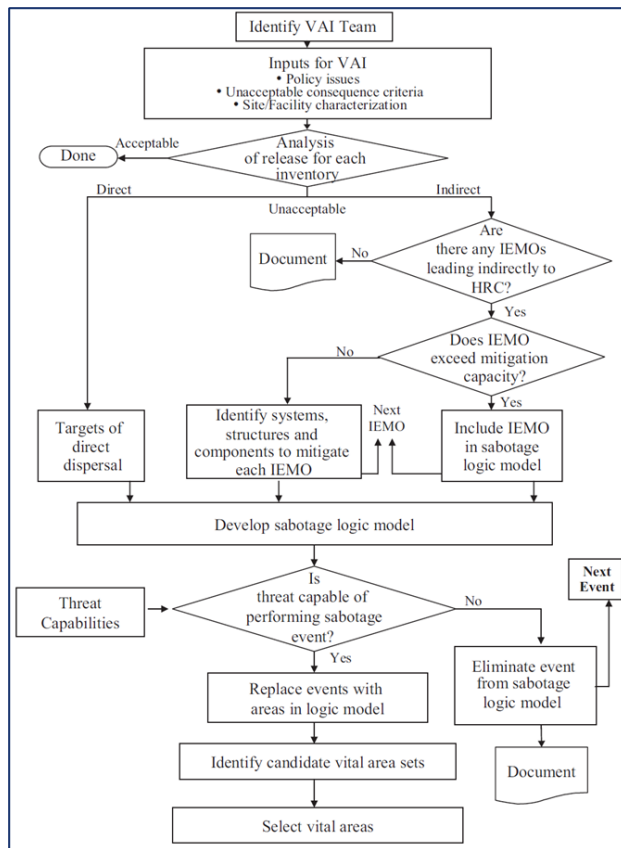 Identify VAI Team
Inputs for VAI
• Policy issues
• Unacceptable consequence criteria
• Site/Facility characterization
Acceptable
Done
Analysis
of release for each
inventory
Direct
Indirect
Unacceptable
Are
there any IEMOs
leading indirectly to
HRC?
No
Document
Yes
Does IEMO
exceed mitigation
capacity?
No
Yes
Targets of
direct
dispersal
Identify systems,
structures and
components to mitigate
each IEMO
Next
IEMO
Include IEMO
in sabotage
logic model
Develop sabotage logic model
Threat
Capabilities
Is
threat capable of
performing sabotage
event?
No
Next
Event
Yes
Eliminate event
from sabotage
logic model
Document
Replace events with
areas in logic model
Identify candidate vital area sets
Select vital areas